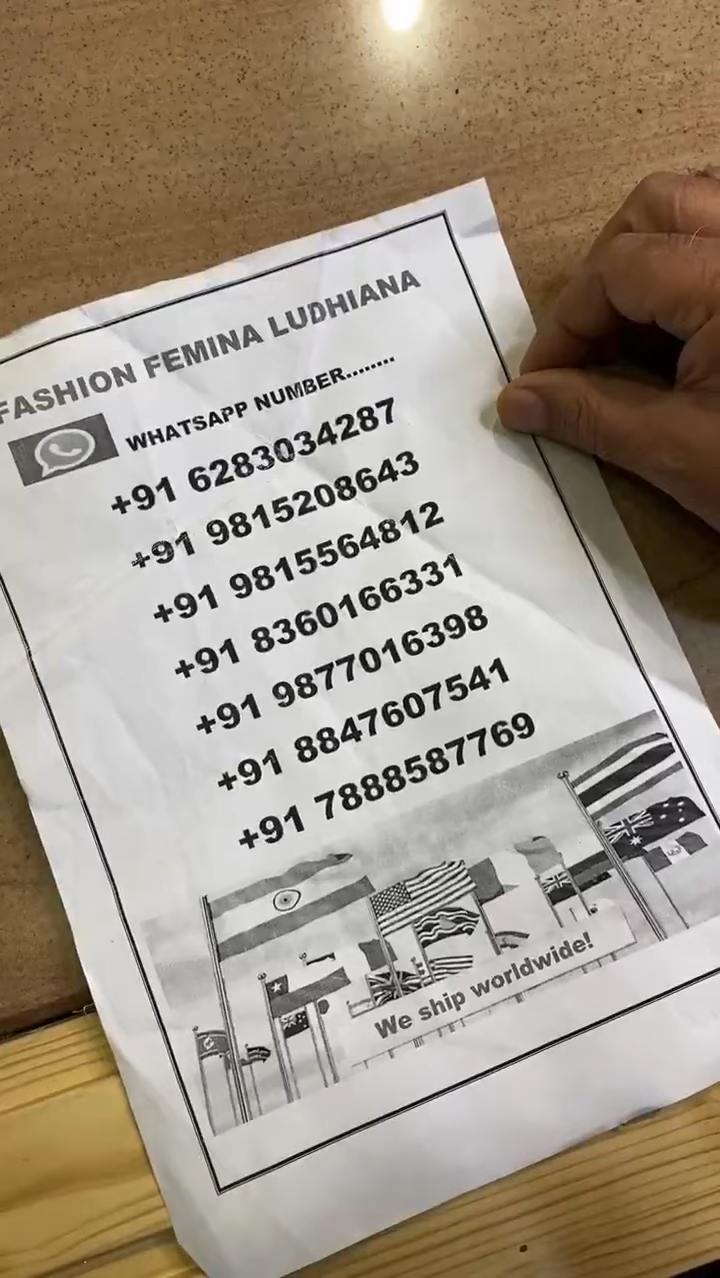 FASHION FEMINA LUDHIANA
WHATSAPP NUMBER........
+91 6283034287
+91 9815208643
+91 9815564812
+91 8360166331
+91 9877016398
+91 8847607541
+91 7888587769
We ship worldwide!